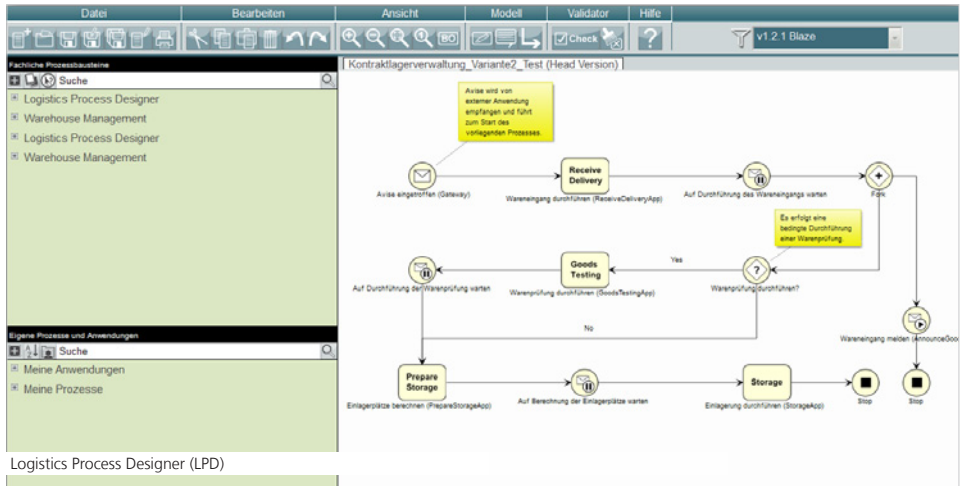 Datei Bearbeiten Ansicht Modell Validator Hilfe
BO Check ? v1.2.1 Blaze
Fachliche Prozessbausteine
Suche
Logistics Process Designer
Warehouse Management
Logistics Process Designer
Warehouse Management
Eigene Prozesse und Anwendungen
Suche
Meine Anwendungen
Meine Prozesse
Logistics Process Designer (LPD)
Kontraktlagerverwaltung_Variante2_Test (Head Version)
Avise wird von
externer Anwendung
empfangen und führt
zum Start des
vorliegenden Prozesses.
Avise eingetroffen (Gateway)
Receive
Delivery
Wareneingang durchführen (ReceiveDeliveryApp)
Auf Durchführung des Wareneingangs warten
Fork
Es erfolgt eine
bedingte Durchführung
einer Warenprüfung
?
Warenprüfung durchführen?
Yes
Goods
Testing
Warenprüfung durchführen (GoodsTestingApp)
Auf Durchführung der Warenprüfung warten
No
Wareneingang melden (AnnounceGoo
Prepare
Storage
Einlagerplätze berechnen (PrepareStorageApp)
Auf Berechnung der Einlagerplätze warten
Storage
Einlagerung durchführen (StorageApp)
Stop
Stop